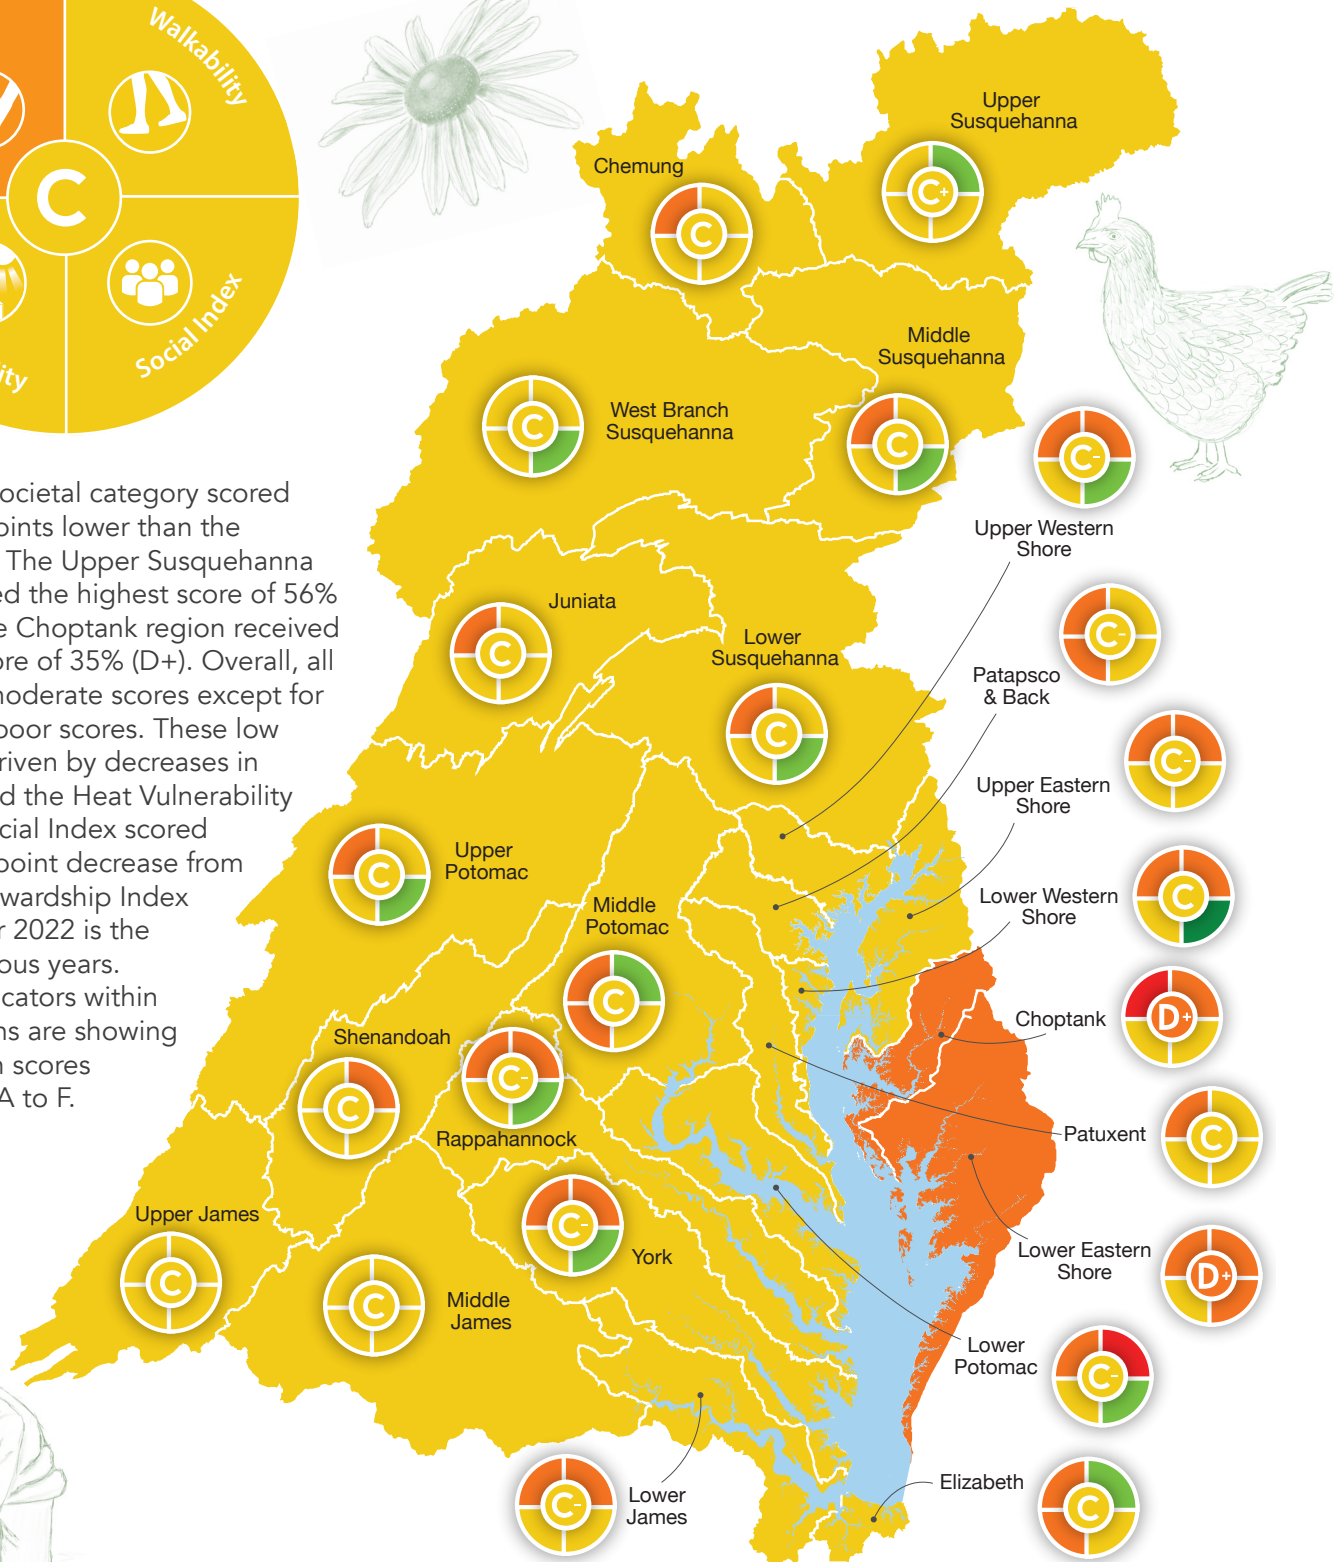 Walkability
C
Social Index
ity
ocietal category scored
oints lower than the
. The Upper Susquehanna
ed the highest score of 56%
e Choptank region received
ore of 35% (D+). Overall, all
moderate scores except for
poor scores. These low
riven by decreases in
d the Heat Vulnerability
cial Index scored
point decrease from
wardship Index
r 2022 is the
ous years.
icators within
ns are showing
n scores
A to F.
Upper
Susquehanna
C+
Chemung
C
Middle
Susquehanna
C
West Branch
Susquehanna
C
C-
Upper Western
Shore
Juniata
C
Lower
Susquehanna
C
C-
Patapsco
& Back
C-
Upper Eastern
Shore
Upper
Potomac
C
Middle
Potomac
C
Lower Western
Shore
C
Choptank
D+
Shenandoah
C
C-
Rappahannock
Patuxent
C
Upper James
C
York
C-
Lower Eastern
Shore
D+
Middle
James
C
Lower
Potomac
C-
Lower
James
C-
Elizabeth
C